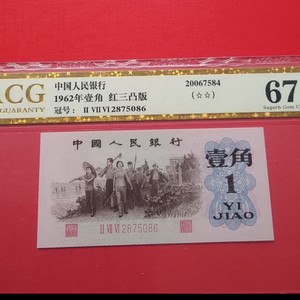 ACG
GUARANTY
中国人民银行
1962年壹角 红三凸版
冠号: II VII VI 2875086
20067584
(☆☆)
67
Superb Gem Unc
中国人民银行
壹角
1
YI
JIAO
II VII VI 2875086